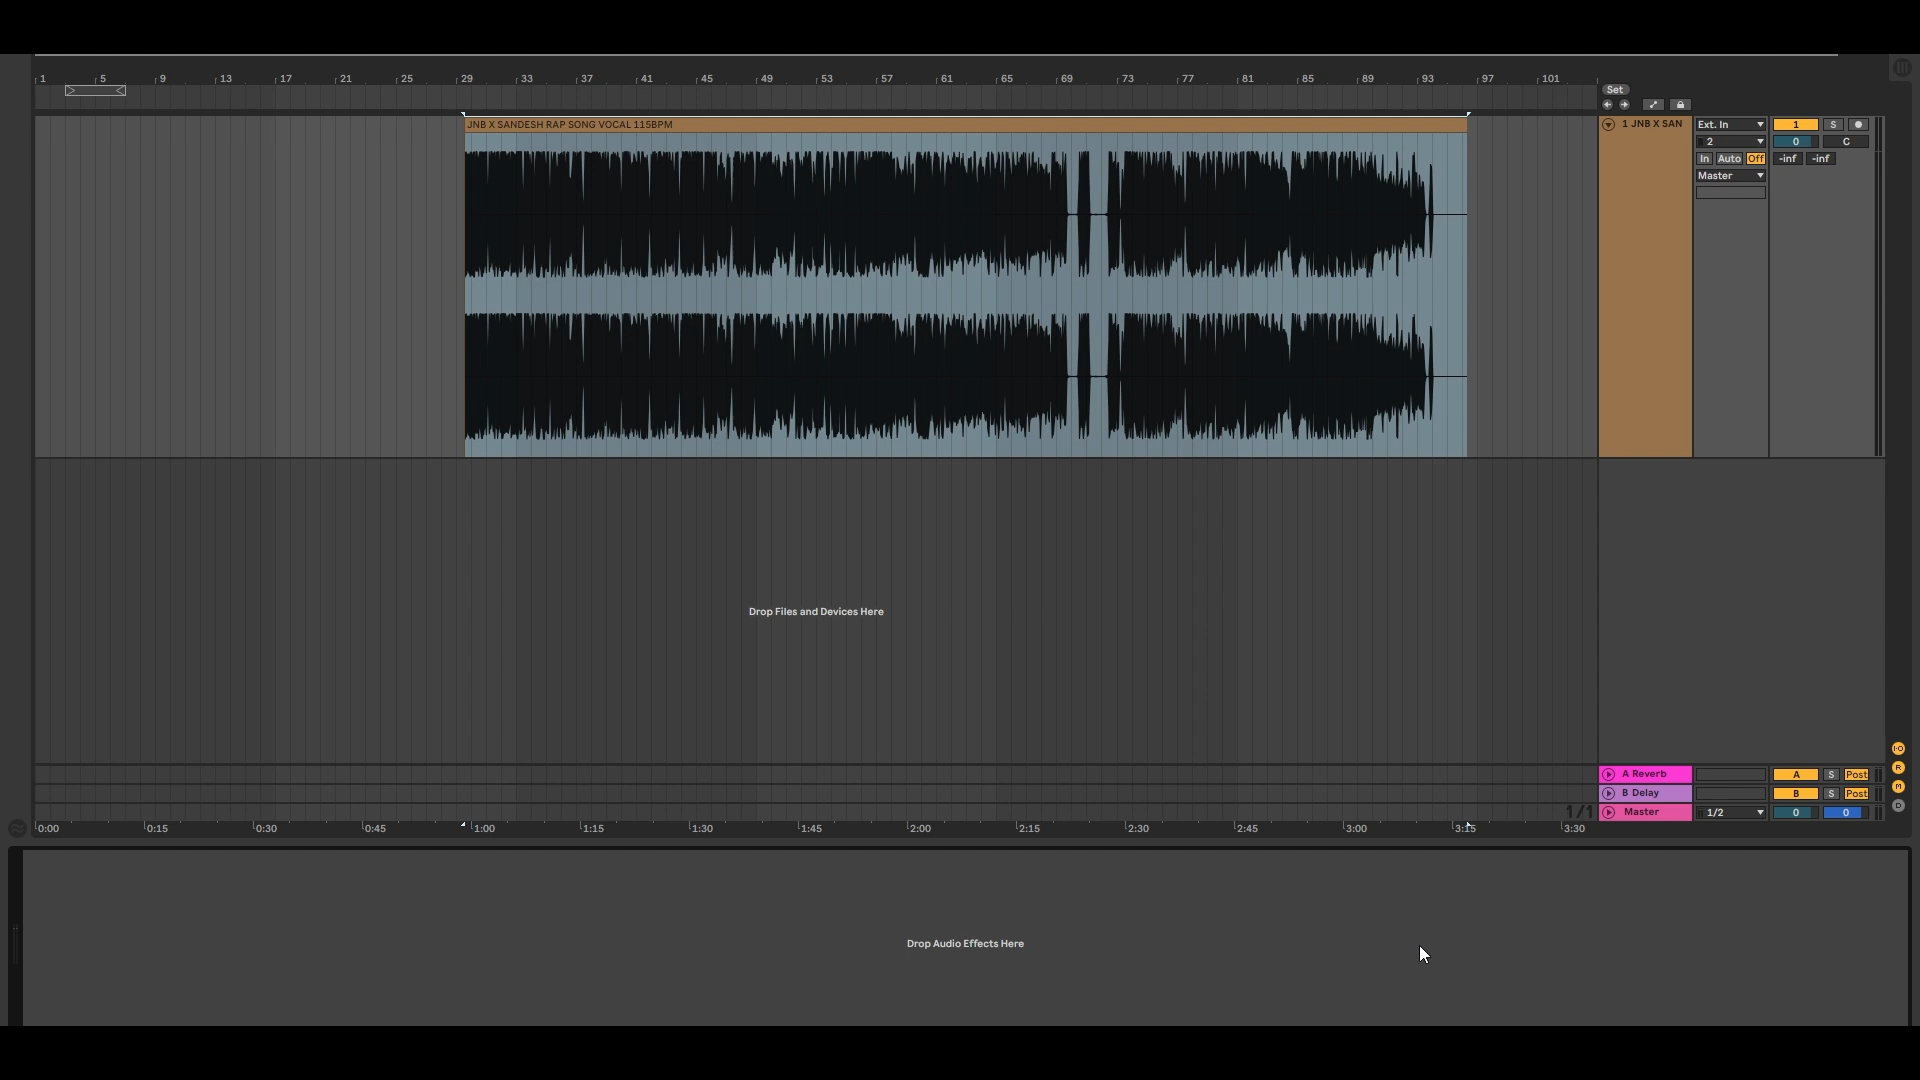 1 5 9 13 17 21 25 29 33 37 41 45 49 53 57 61 65 69 73 77 81 85 89 93 97 101
Set
JNB X SANDESH RAP SONG VOCAL 115BPM
1 JNB X SAN
Ext. In
1
S
2
0
C
In
Auto
Off
-inf
-inf
Master
Drop Files and Devices Here
A Reverb
A
S
Post
B Delay
B
S
Post
1/1
Master
1/2
0
0
I·O
R
M
D
0:00 0:15 0:30 0:45 1:00 1:15 1:30 1:45 2:00 2:15 2:30 2:45 3:00 3:15 3:30
Drop Audio Effects Here